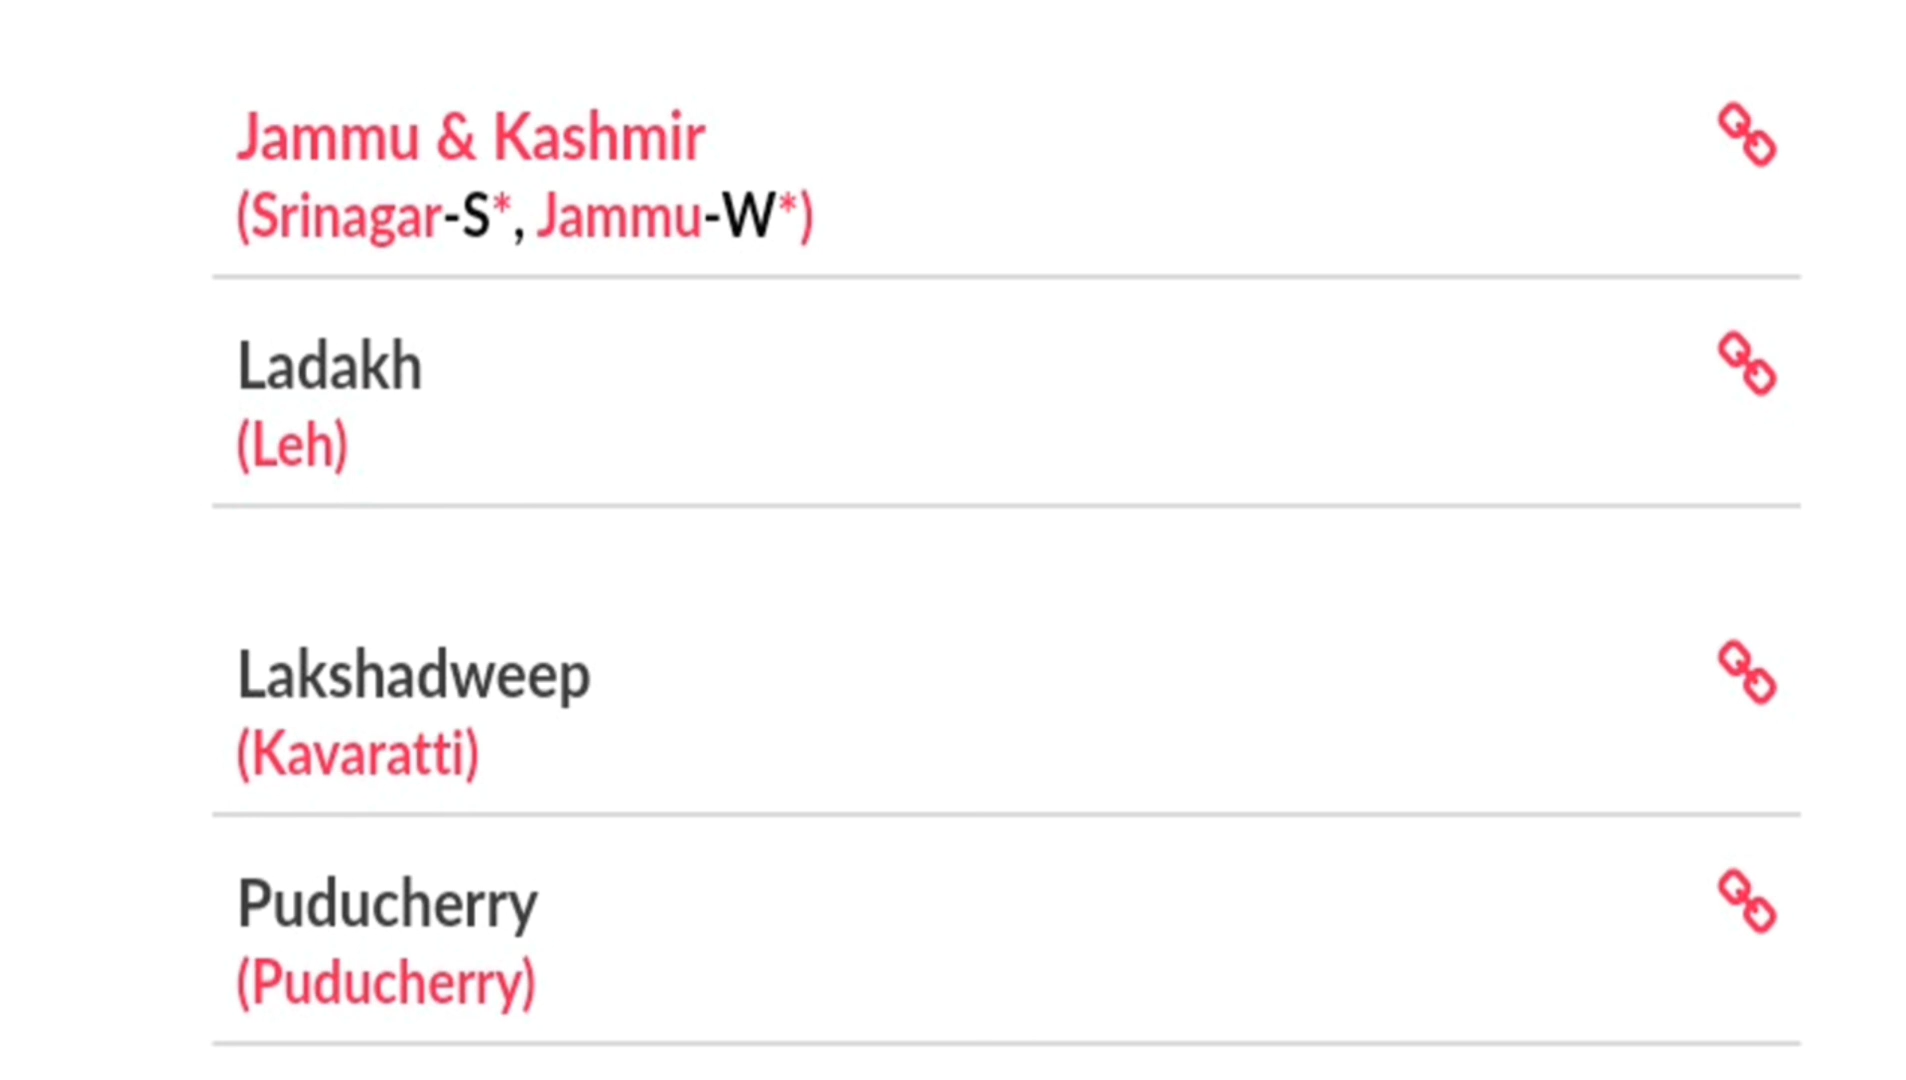 Jammu & Kashmir
(Srinagar-S*, Jammu-W*)
Ladakh
(Leh)
Lakshadweep
(Kavaratti)
Puducherry
(Puducherry)